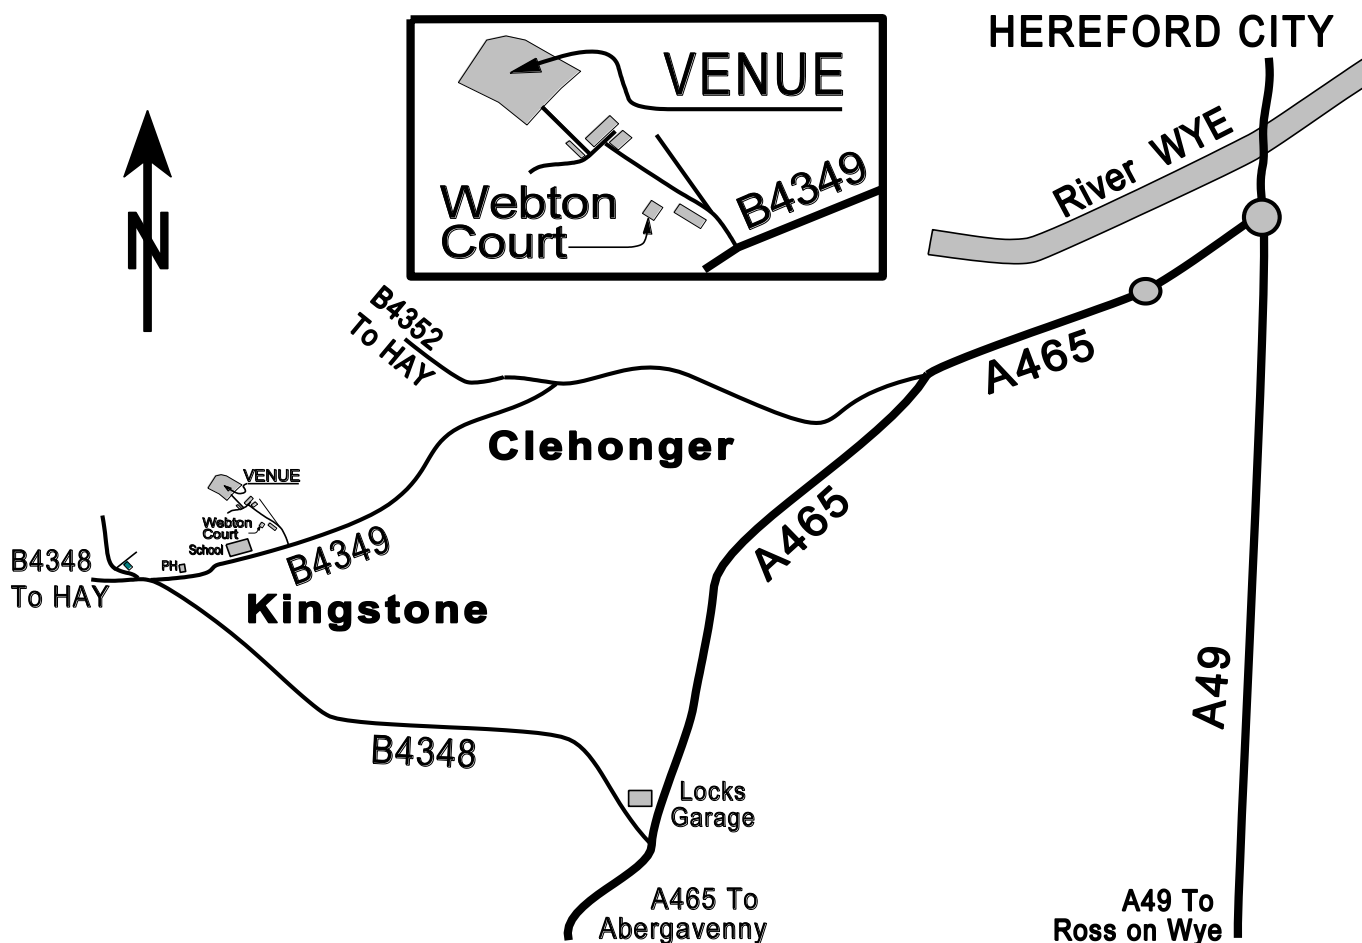 HEREFORD CITY
VENUE
River WYE
B4349
Webton
Court
N
B4352
To HAY
A465
Clehonger
VENUE
Webton
Court
School
B4349
A465
B4348
To HAY
PH
Kingstone
A49
B4348
Locks
Garage
A465 To
Abergavenny
A49 To
Ross on Wye